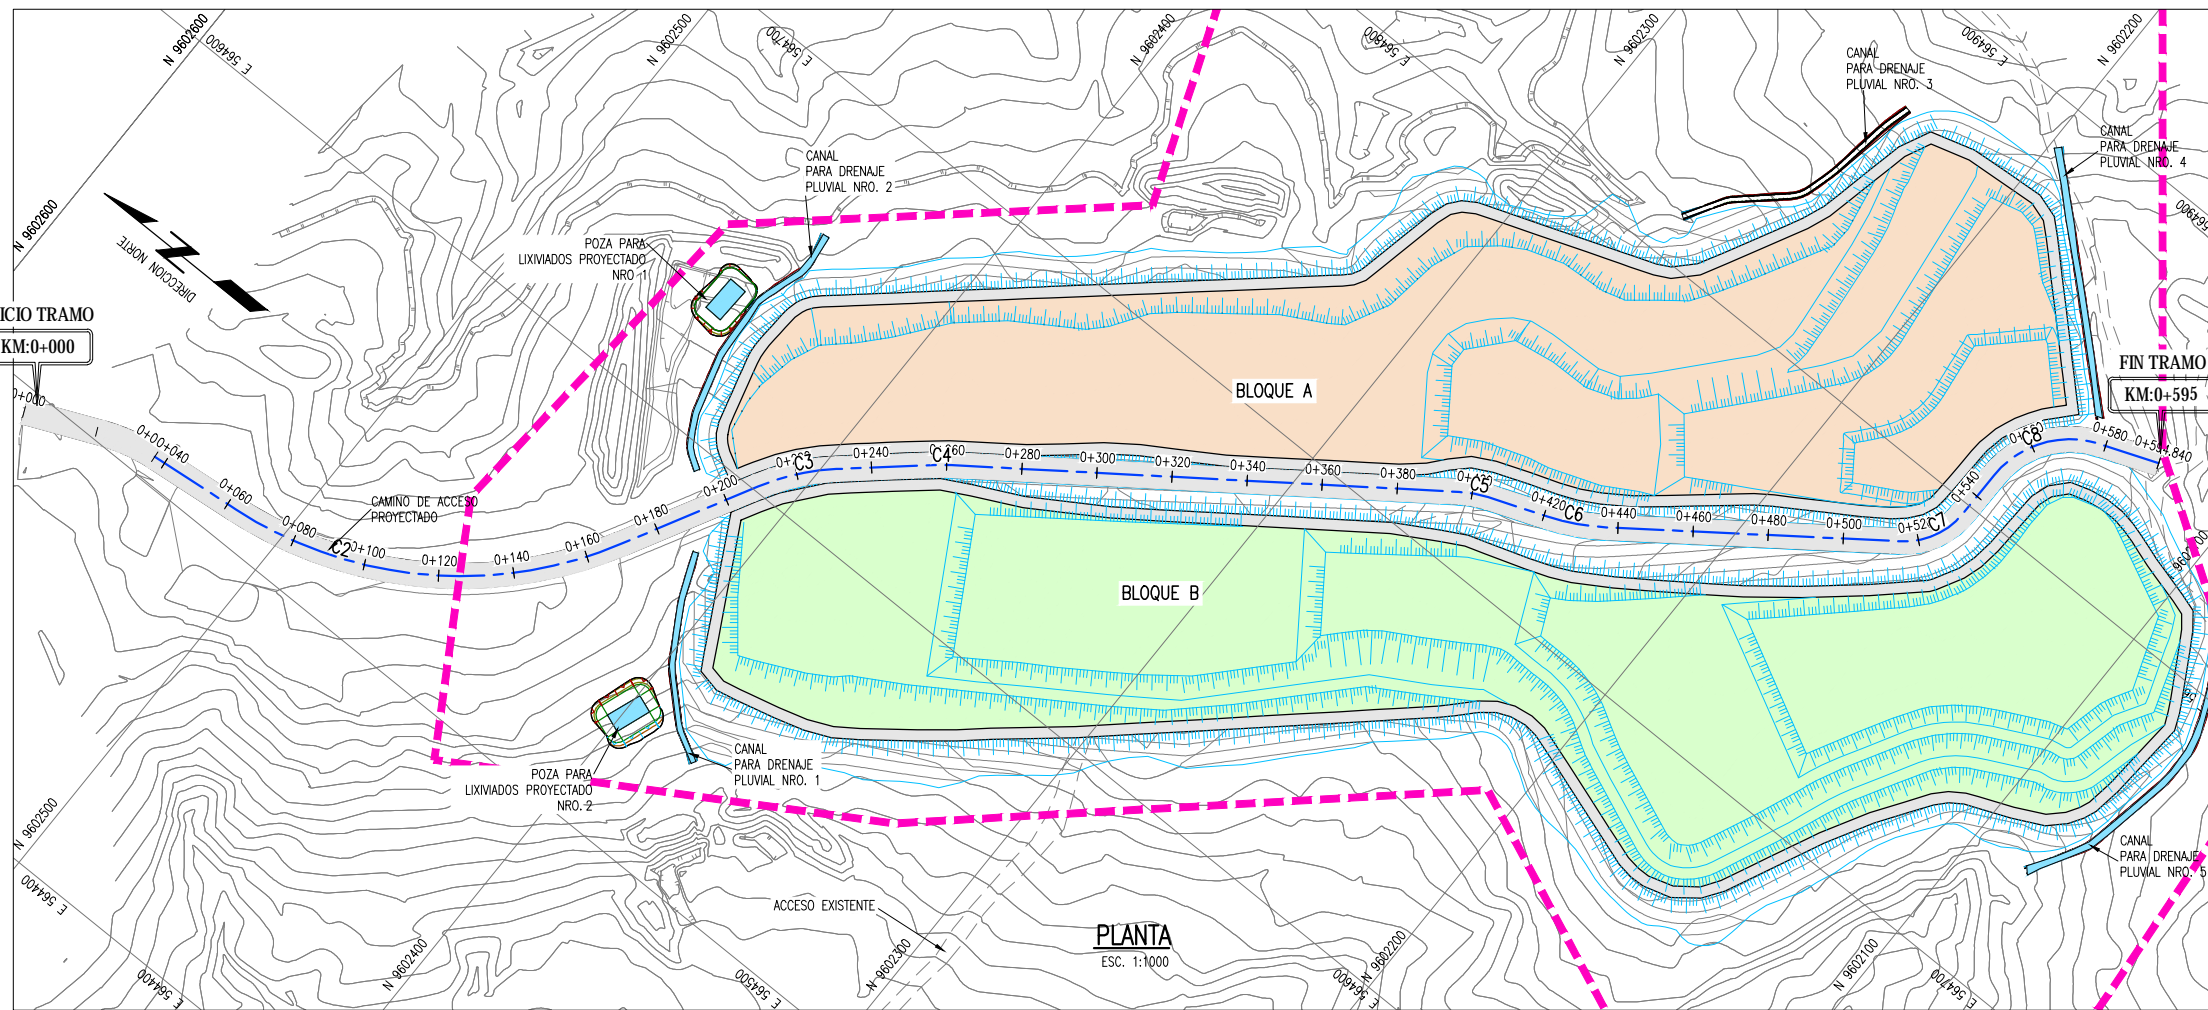 N 9602600
E 564600
N 9602500
E 564700
N 9602400
E 564800
N 9602300
E 564900
N 9602200
CANAL
PARA DRENAJE
PLUVIAL NRO. 3
CANAL
PARA DRENAJE
PLUVIAL NRO. 4
CANAL
PARA DRENAJE
PLUVIAL NRO. 2
N 9602600
564900
DIRECCION NORTE
POZA PARA
LIXIVIADOS PROYECTADO
NRO 1
ICIO TRAMO
KM:0+000
FIN TRAMO
KM:0+595
BLOQUE A
0+000
0+040
0+060
0+080
C2
0+100
0+120
0+140
0+160
0+180
0+200
C3
0+240
C4
0+280
0+300
0+320
0+340
0+360
0+380
C5
0+420
C6
0+440
0+460
0+480
0+500
0+520
C7
0+540
C8
0+580
0+594.840
CAMINO DE ACCESO
PROYECTADO
BLOQUE B
CANAL
PARA DRENAJE
PLUVIAL NRO. 1
POZA PARA
LIXIVIADOS PROYECTADO
NRO. 2
CANAL
PARA DRENAJE
PLUVIAL NRO. 5
N 9602500
E 564400
ACCESO EXISTENTE
PLANTA
ESC. 1:1000
E 564400
N 9602400
E 564500
N 9602300
E 564600
N 9602200
N 9602100
E 564700